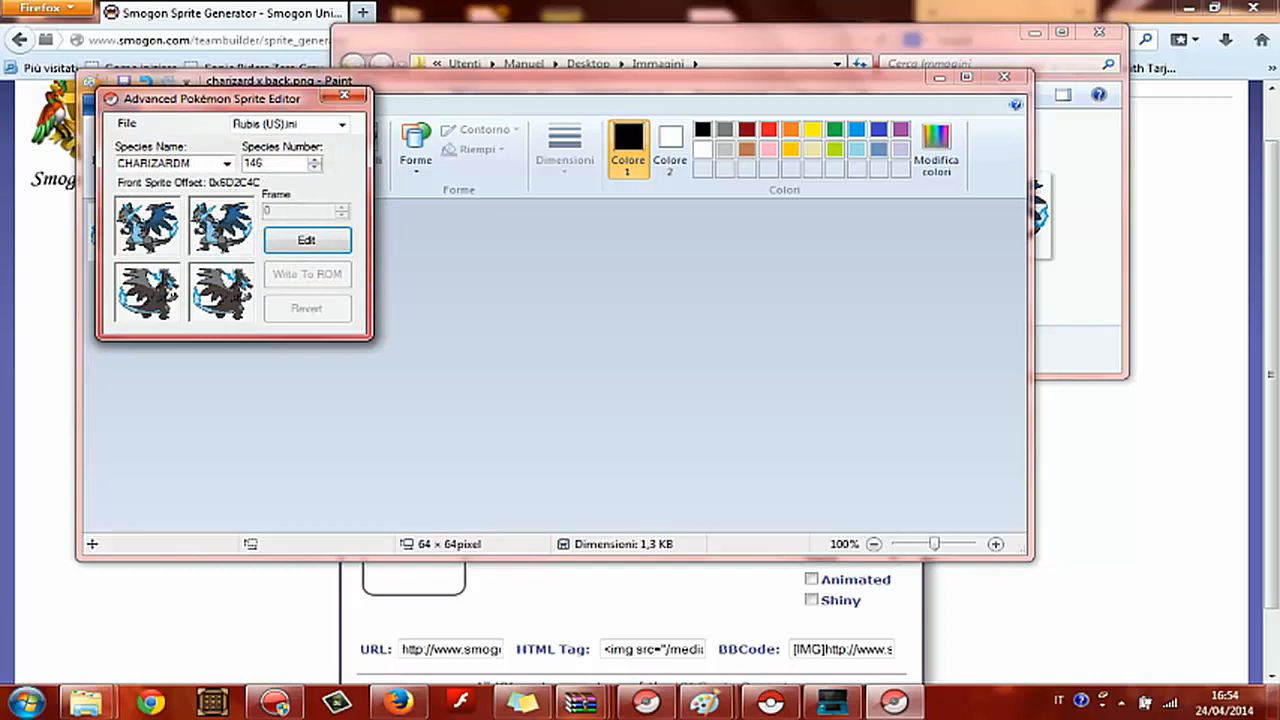 Firefox
Smogon Sprite Generator - Smogon Uni...
www.smogon.com/teambuilder/sprite_gener
Utenti Manuel Desktop Immagini
Cerca Immagini
Più visitati
charizard x back.png - Paint
Advanced Pokémon Sprite Editor
File
Rubis (US).ini
Species Name:
Species Number:
CHARIZARDM
146
Front Sprite Offset: 0x6D2C4C
Frame
0
Edit
Write To ROM
Revert
Forme
Contorno
Riempi
Forme
Dimensioni
Colore
1
Colore
2
Modifica
colori
Colori
Smog
64 × 64pixel
Dimensioni: 1,3 KB
100%
Animated
Shiny
URL:
http://www.smogo
HTML Tag:
<img src="/media
BBCode:
[IMG]http://www.s
IT
16:54
24/04/2014